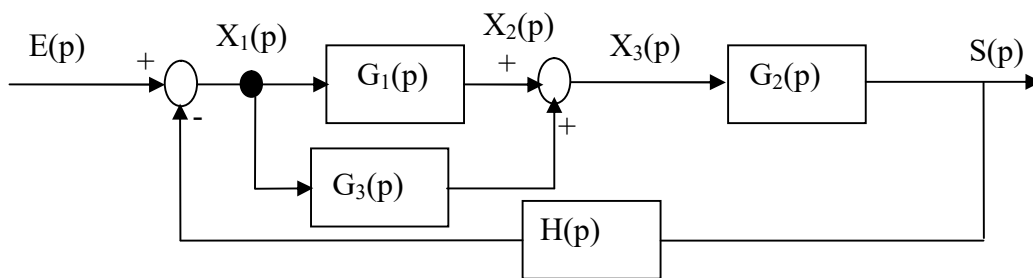 E(p)
+
X₁(p)
G₁(p)
X₂(p)
+
X₃(p)
G₂(p)
S(p)
-
+
G₃(p)
H(p)